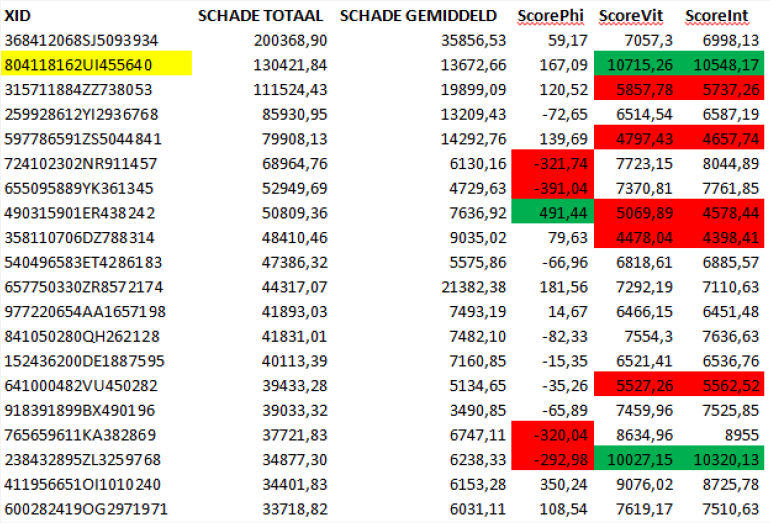 XID SCHADE TOTAAL SCHADE GEMIDDELD ScorePhi ScoreVit ScoreInt
368412068SJ5093934 200368,90 35856,53 59,17 7057,3 6998,13
804118162UI455640 130421,84 13672,66 167,09 10715,26 10548,17
315711884ZZ738053 111524,43 19899,09 120,52 5857,78 5737,26
259928612YI2936768 85930,95 13209,43 -72,65 6514,54 6587,19
597786591ZS5044841 79908,13 14292,76 139,69 4797,43 4657,74
724102302NR911457 68964,76 6130,16 -321,74 7723,15 8044,89
655095889YK361345 52949,69 4729,63 -391,04 7370,81 7761,85
490315901ER438242 50809,36 7636,92 491,44 5069,89 4578,44
358110706DZ788314 48410,46 9035,02 79,63 4478,04 4398,41
540496583ET4286183 47386,32 5575,86 -66,96 6818,61 6885,57
657750330ZR8572174 44317,07 21382,38 181,56 7292,19 7110,63
977220654AA1657198 41893,03 7493,19 14,67 6466,15 6451,48
841050280QH262128 41831,01 7482,10 -82,33 7554,3 7636,63
152436200DE1887595 40113,39 7160,85 -15,35 6521,41 6536,76
641000482VU450282 39433,28 5134,65 -35,26 5527,26 5562,52
918391899BX490196 39033,32 3490,85 -65,89 7459,96 7525,85
765659611KA382869 37721,83 6747,11 -320,04 8634,96 8955
238432895ZL3259768 34877,30 6238,33 -292,98 10027,15 10320,13
411956651OI1010240 34401,83 6153,28 350,24 9076,02 8725,78
600282419OG2971971 33718,82 6031,11 108,54 7619,17 7510,63